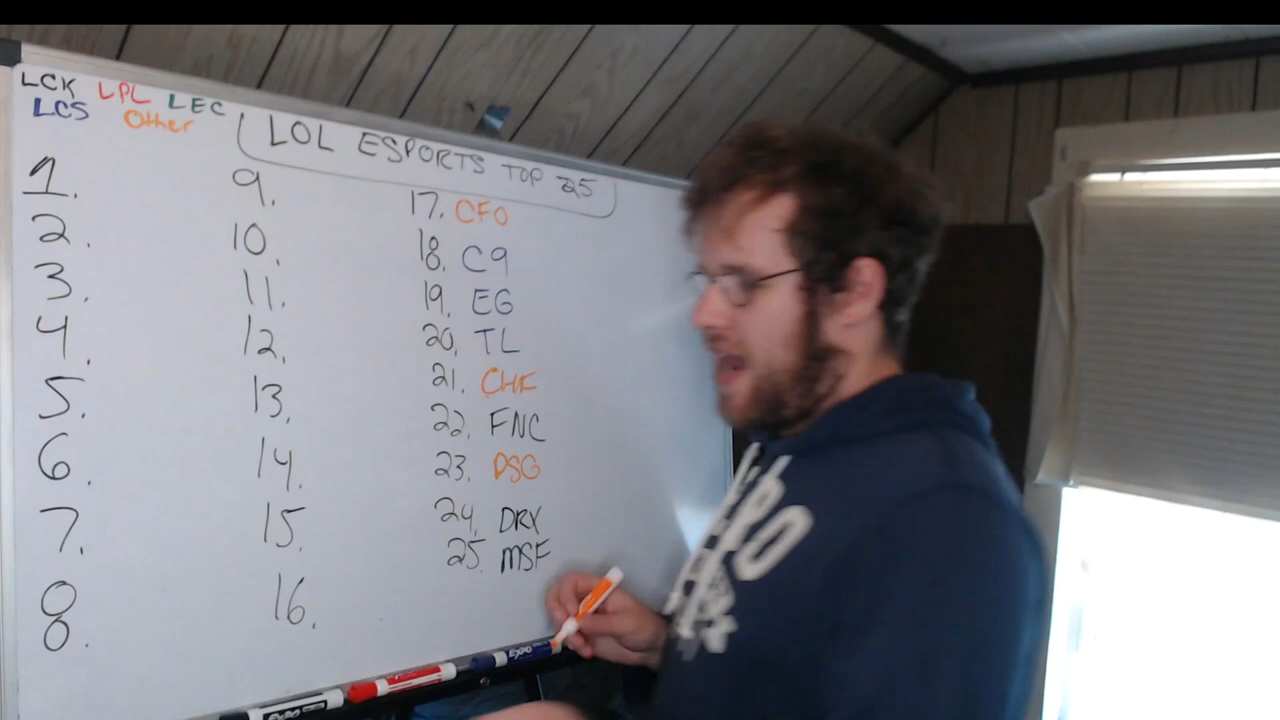 LCK LPL LEC
LCS Other
LOL ESPORTS TOP 25
1.
2.
3.
4.
5.
6.
7.
8.
9.
10.
11.
12.
13.
14.
15.
16.
17. CFO
18. C9
19. EG
20. TL
21. CHF
22. FNC
23. DSG
24. DRX
25. MSF
EXPO